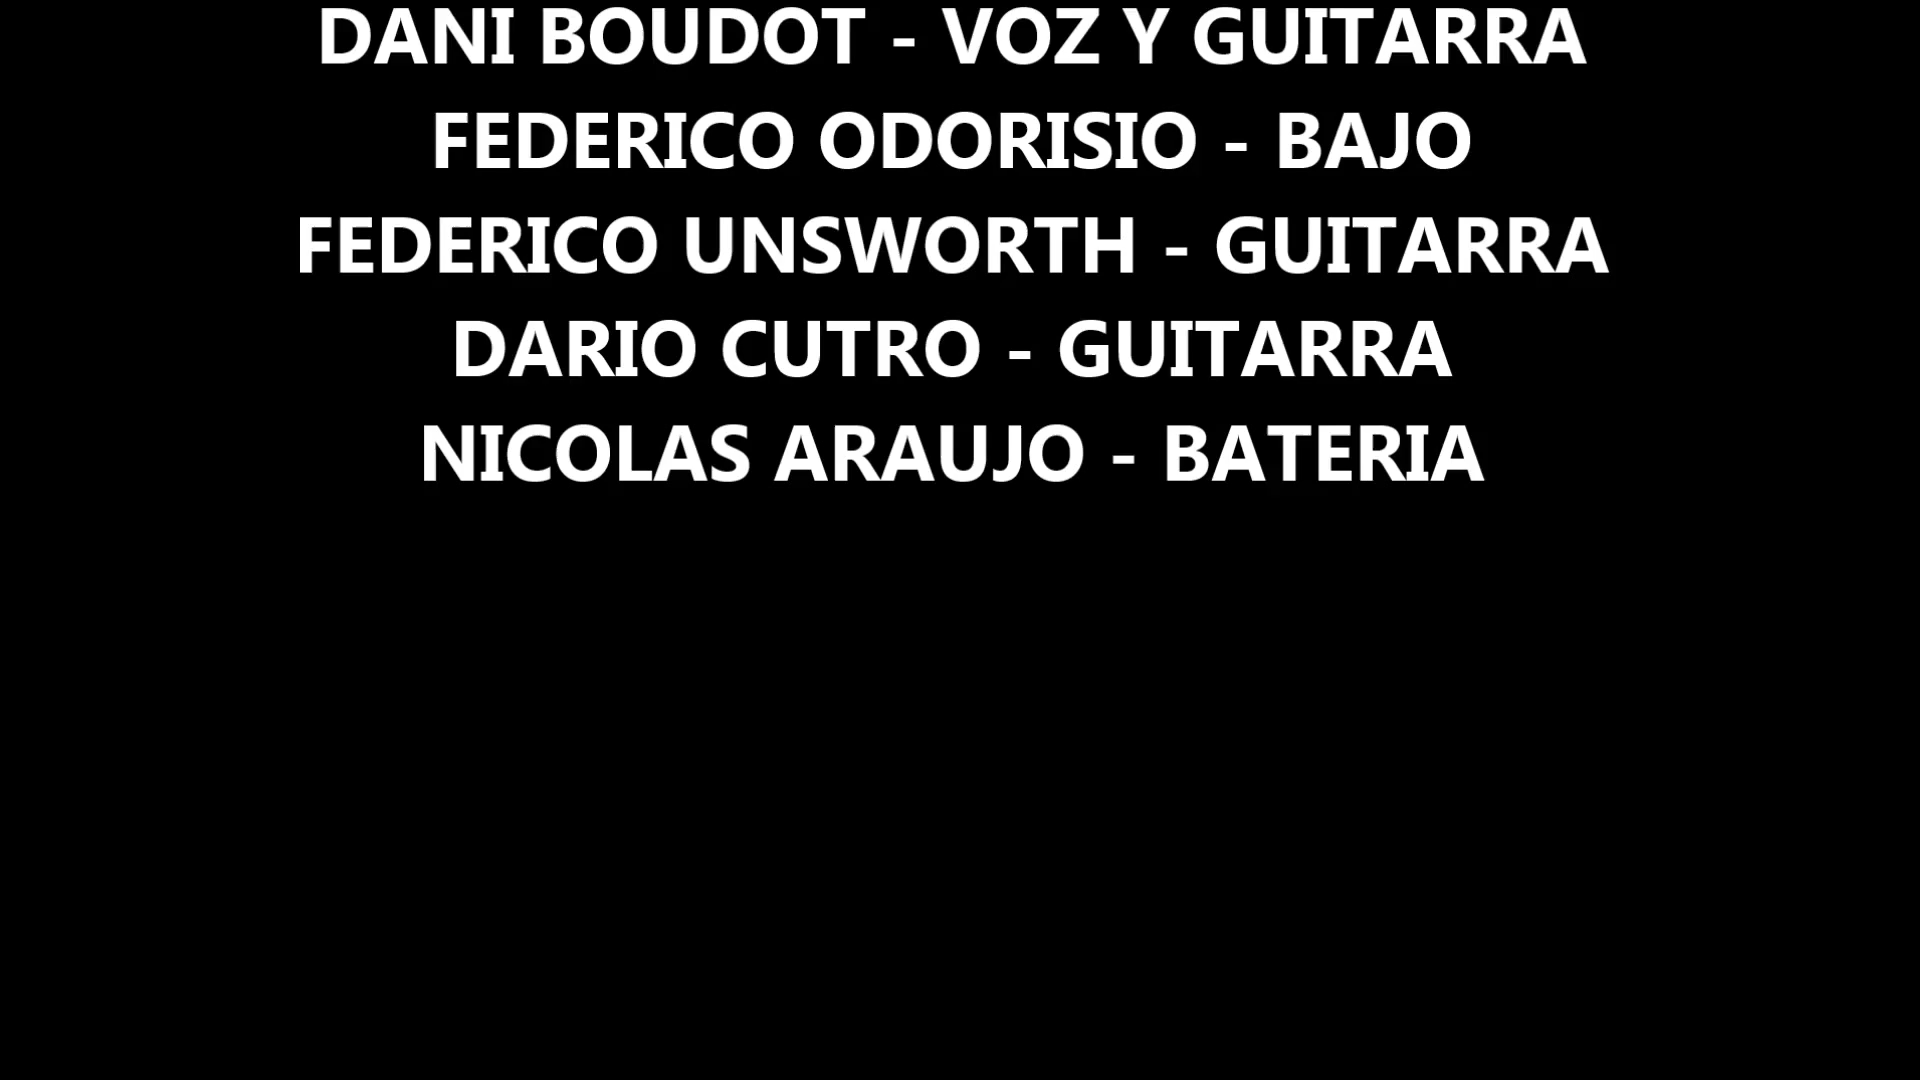 DANI BOUDOT - VOZ Y GUITARRA
FEDERICO ODORISIO - BAJO
FEDERICO UNSWORTH - GUITARRA
DARIO CUTRO - GUITARRA
NICOLAS ARAUJO - BATERIA